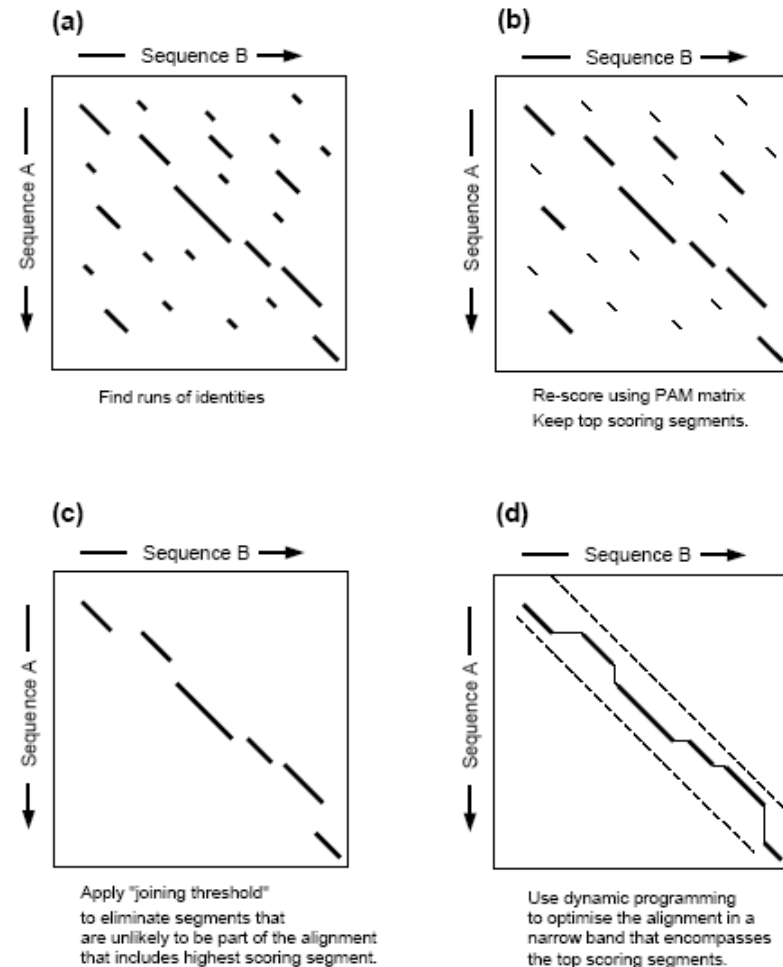 (a)
Sequence B
Sequence A
Find runs of identities
(b)
Sequence B
Sequence A
Re-score using PAM matrix
Keep top scoring segments.
(c)
Sequence B
Sequence A
Apply "joining threshold"
to eliminate segments that
are unlikely to be part of the alignment
that includes highest scoring segment.
(d)
Sequence B
Sequence A
Use dynamic programming
to optimise the alignment in a
narrow band that encompasses
the top scoring segments.